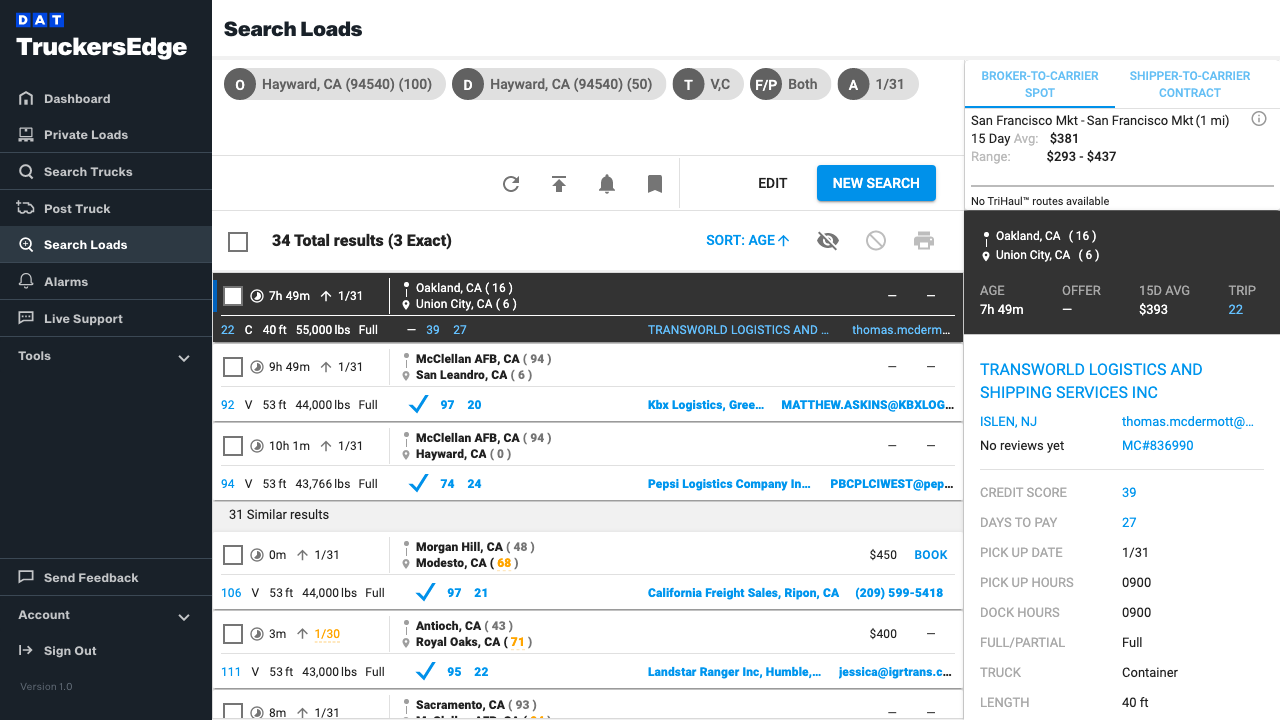 DAT
TruckersEdge
Dashboard
Private Loads
Search Trucks
Post Truck
Search Loads
Alarms
Live Support
Tools
Send Feedback
Account
Sign Out
Version 1.0
Search Loads
O Hayward, CA (94540) (100) D Hayward, CA (94540) (50) T V,C F/P Both A 1/31
EDIT NEW SEARCH
34 Total results (3 Exact) SORT: AGE
7h 49m 1/31 Oakland, CA ( 16 ) – –
Union City, CA ( 6 )
22 C 40 ft 55,000 lbs Full – 39 27 TRANSWORLD LOGISTICS AND ... thomas.mcderm...
9h 49m 1/31 McClellan AFB, CA ( 94 ) – –
San Leandro, CA ( 6 )
92 V 53 ft 44,000 lbs Full 97 20 Kbx Logistics, Gree... MATTHEW.ASKINS@KBXLOG...
10h 1m 1/31 McClellan AFB, CA ( 94 ) – –
Hayward, CA ( 0 )
94 V 53 ft 43,766 lbs Full 74 24 Pepsi Logistics Company In... PBCPLCIWEST@pep...
31 Similar results
0m 1/31 Morgan Hill, CA ( 48 ) $450 BOOK
Modesto, CA ( 68 )
106 V 53 ft 44,000 lbs Full 97 21 California Freight Sales, Ripon, CA (209) 599-5418
3m 1/30 Antioch, CA ( 43 ) $400 –
Royal Oaks, CA ( 71 )
111 V 53 ft 43,000 lbs Full 95 22 Landstar Ranger Inc, Humble,... jessica@igrtrans.c...
8m 1/31 Sacramento, CA ( 93 ) – –
BROKER-TO-CARRIER SPOT
SHIPPER-TO-CARRIER CONTRACT
San Francisco Mkt - San Francisco Mkt (1 mi)
15 Day Avg: $381
Range: $293 - $437
No TriHaul™ routes available
Oakland, CA ( 16 )
Union City, CA ( 6 )
AGE OFFER 15D AVG TRIP
7h 49m – $393 22
TRANSWORLD LOGISTICS AND
SHIPPING SERVICES INC
ISLEN, NJ thomas.mcdermott@...
No reviews yet MC#836990
CREDIT SCORE 39
DAYS TO PAY 27
PICK UP DATE 1/31
PICK UP HOURS 0900
DOCK HOURS 0900
FULL/PARTIAL Full
TRUCK Container
LENGTH 40 ft